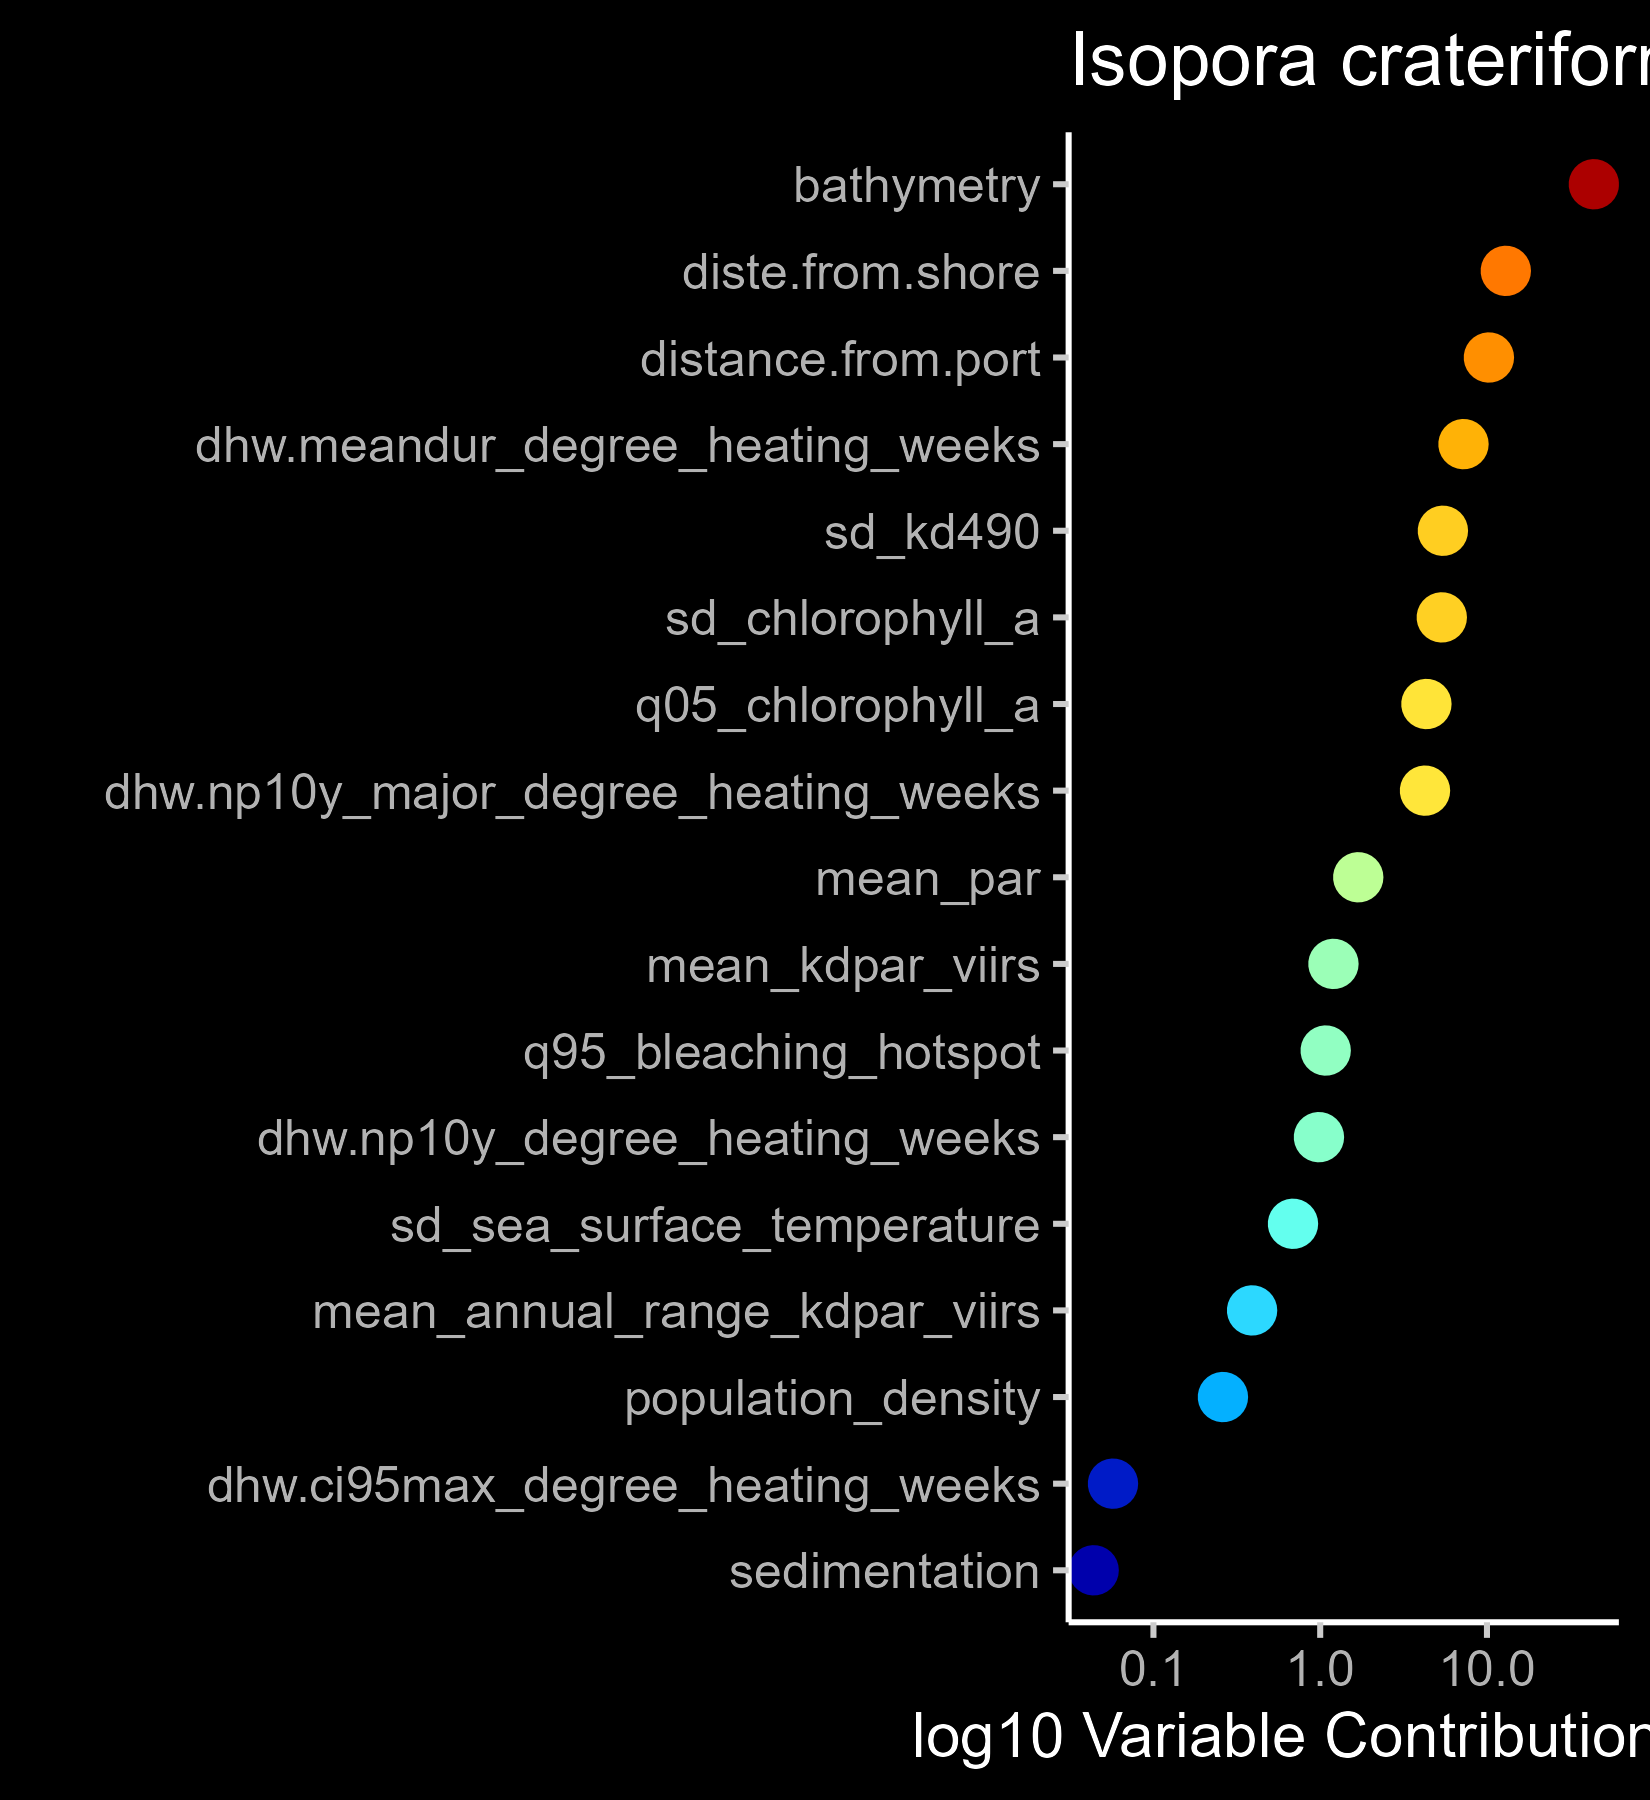 Isopora craterifor
bathymetry
diste.from.shore
distance.from.port
dhw.meandur_degree_heating_weeks
sd_kd490
sd_chlorophyll_a
q05_chlorophyll_a
dhw.np10y_major_degree_heating_weeks
mean_par
mean_kdpar_viirs
q95_bleaching_hotspot
dhw.np10y_degree_heating_weeks
sd_sea_surface_temperature
mean_annual_range_kdpar_viirs
population_density
dhw.ci95max_degree_heating_weeks
sedimentation
0.1 1.0 10.0
log10 Variable Contribution